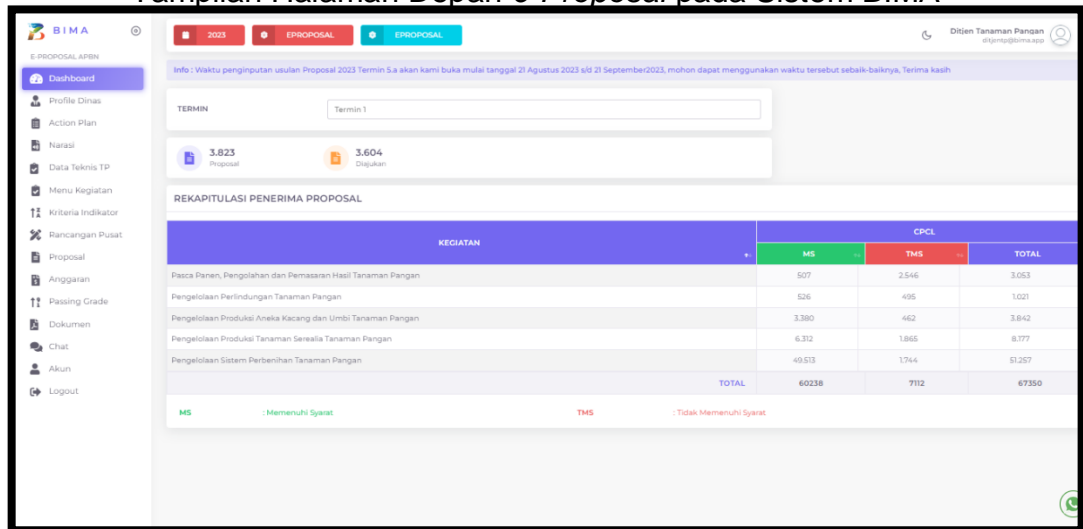 Tampilan Halaman Depan e-Proposal pada Sistem BIMA
BIMA
2023 EPROPOSAL EPROPOSAL
Ditjen Tanaman Pangan
ditjentp@bima.app
E-PROPOSAL APBN
Dashboard
Profile Dinas
Action Plan
Narasi
Data Teknis TP
Menu Kegiatan
Kriteria Indikator
Rancangan Pusat
Proposal
Anggaran
Passing Grade
Dokumen
Chat
Akun
Logout
Info : Waktu penginputan usulan Proposal 2023 Termin 5.a akan kami buka mulai tanggal 21 Agustus 2023 s/d 21 September2023, mohon dapat menggunakan waktu tersebut sebaik-baiknya, Terima kasih
TERMIN Termin 1
3.823 3.604
Proposal Diajukan
REKAPITULASI PENERIMA PROPOSAL
KEGIATAN CPCL
MS TMS TOTAL
Pasca Panen, Pengolahan dan Pemasaran Hasil Tanaman Pangan 507 2.546 3.053
Pengelolaan Perlindungan Tanaman Pangan 526 495 1.021
Pengelolaan Produksi Aneka Kacang dan Umbi Tanaman Pangan 3.380 462 3.842
Pengelolaan Produksi Tanaman Serealia Tanaman Pangan 6.312 1.865 8.177
Pengelolaan Sistem Perbenihan Tanaman Pangan 49.513 1.744 51.257
TOTAL 60238 7112 67350
MS : Memenuhi Syarat TMS : Tidak Memenuhi Syarat